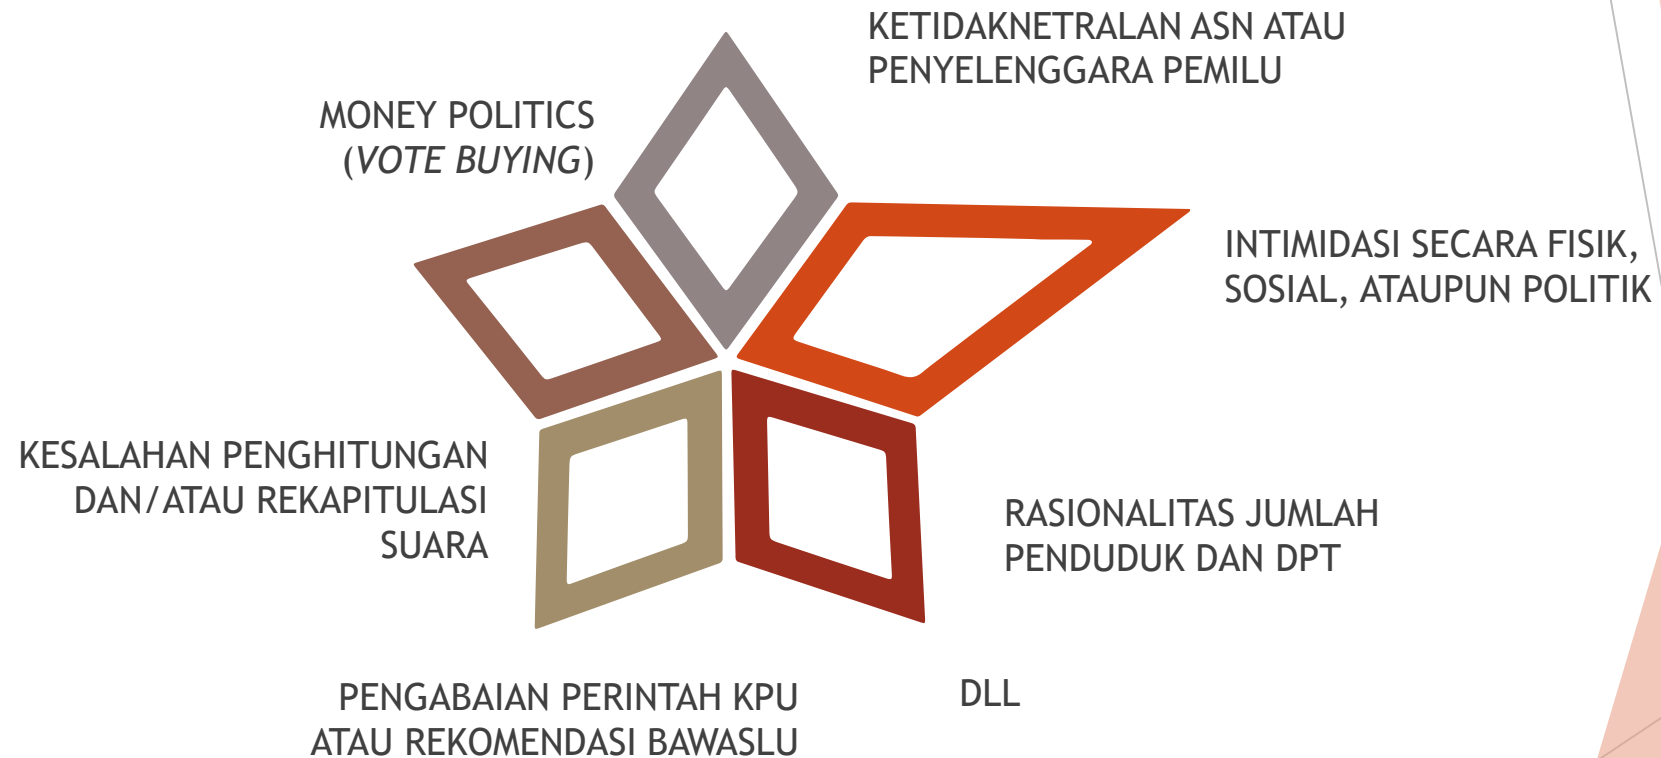 KETIDAKNETRALAN ASN ATAU
PENYELENGGARA PEMILU
MONEY POLITICS
(VOTE BUYING)
INTIMIDASI SECARA FISIK,
SOSIAL, ATAUPUN POLITIK
KESALAHAN PENGHITUNGAN
DAN/ATAU REKAPITULASI
SUARA
RASIONALITAS JUMLAH
PENDUDUK DAN DPT
PENGABAIAN PERINTAH KPU
ATAU REKOMENDASI BAWASLU
DLL